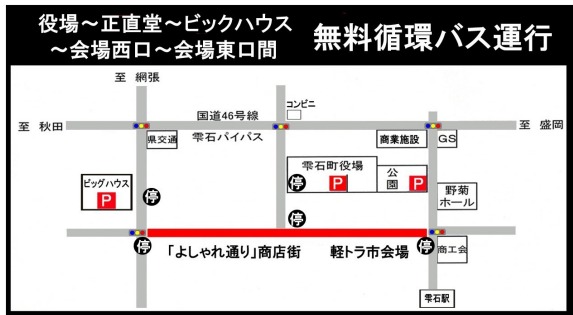 役場～正直堂～ビックハウス
～会場西口～会場東口間
無料循環バス運行
至 網張
コンビニ
国道46号線
至 秋田
至 盛岡
県交通
雫石バイパス
商業施設
GS
雫石町役場
公園
ビッグハウス
P
停
停
P
P
野菊
ホール
停
停
「よしゃれ通り」商店街
軽トラ市会場
停
商工会
雫石駅